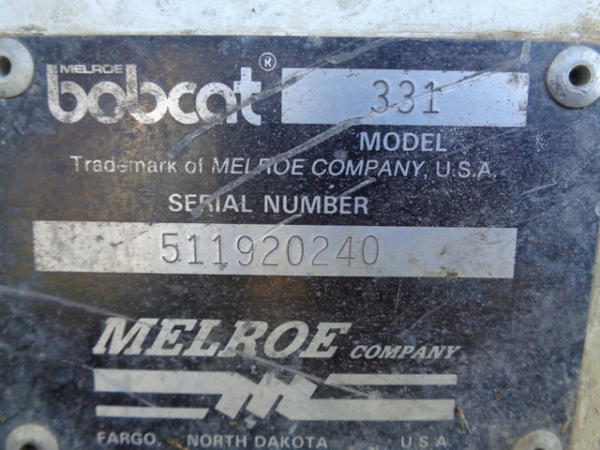 MELROE
bobcat ® 331
MODEL
Trademark of MELROE COMPANY, U.S.A.
SERIAL NUMBER
511920240
MELROE COMPANY
FARGO, NORTH DAKOTA U.S.A.